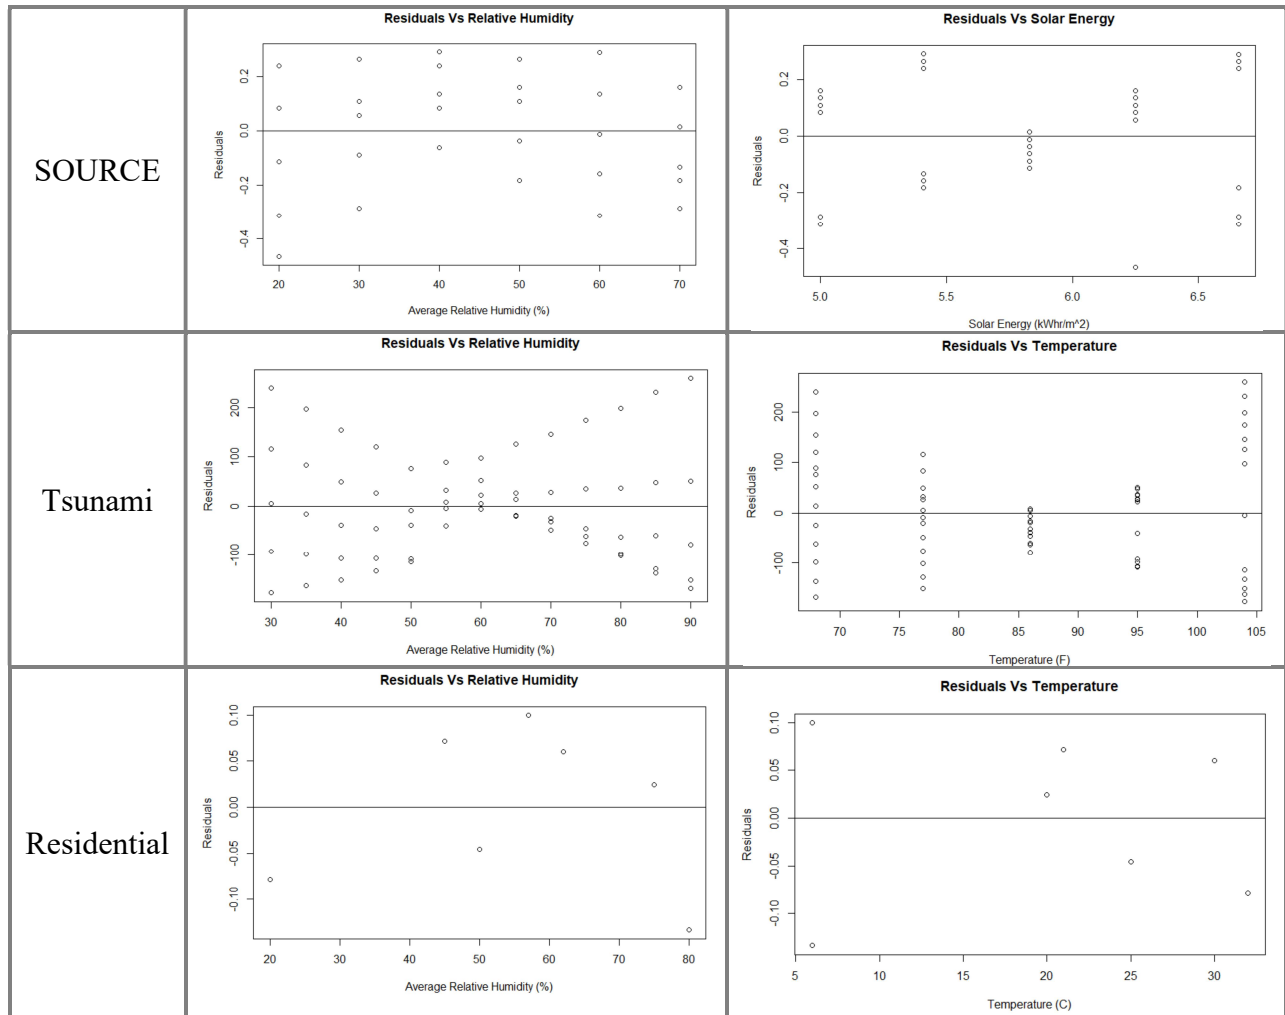 SOURCE
Residuals Vs Relative Humidity
Residuals
0.2
0.0
-0.2
-0.4
20 30 40 50 60 70
Average Relative Humidity (%)
Residuals Vs Solar Energy
Residuals
0.2
0.0
-0.2
-0.4
5.0 5.5 6.0 6.5
Solar Energy (kWhr/m^2)
Tsunami
Residuals Vs Relative Humidity
Residuals
200
100
0
-100
30 40 50 60 70 80 90
Average Relative Humidity (%)
Residuals Vs Temperature
Residuals
200
100
0
-100
70 75 80 85 90 95 100 105
Temperature (F)
Residential
Residuals Vs Relative Humidity
Residuals
0.10
0.05
0.00
-0.05
-0.10
20 30 40 50 60 70 80
Average Relative Humidity (%)
Residuals Vs Temperature
Residuals
0.10
0.05
0.00
-0.05
-0.10
5 10 15 20 25 30
Temperature (C)